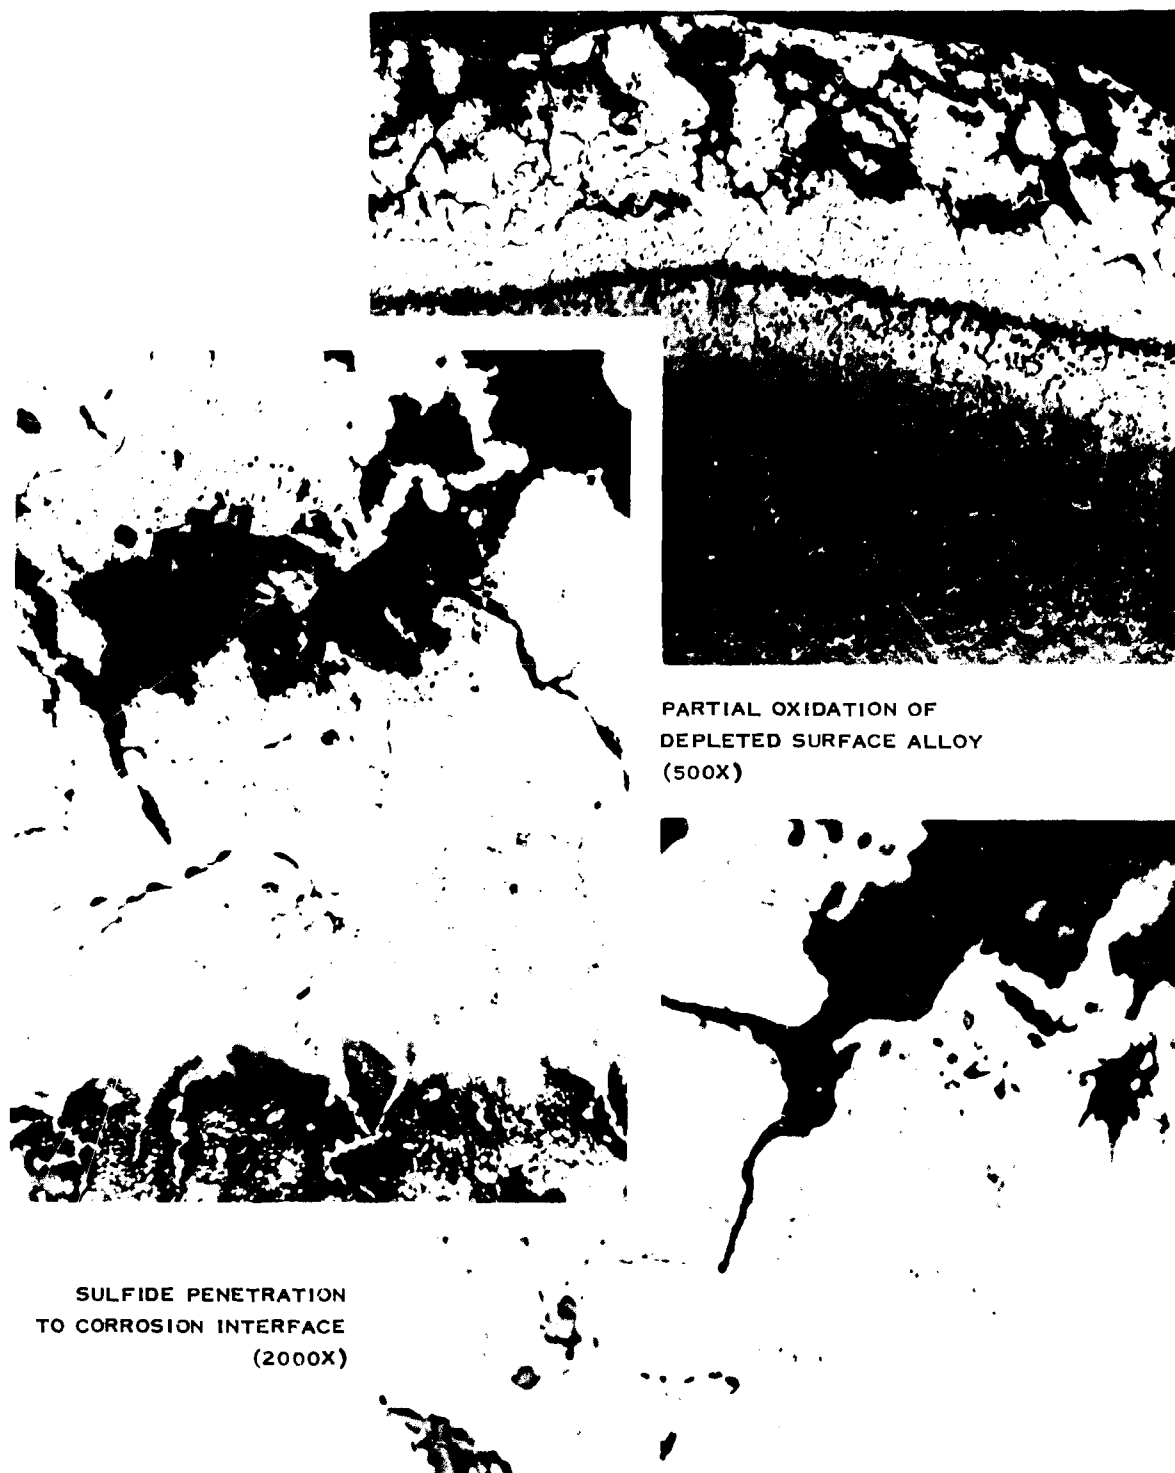 PARTIAL OXIDATION OF
DEPLETED SURFACE ALLOY
(500X)
SULFIDE PENETRATION
TO CORROSION INTERFACE
(2000X)